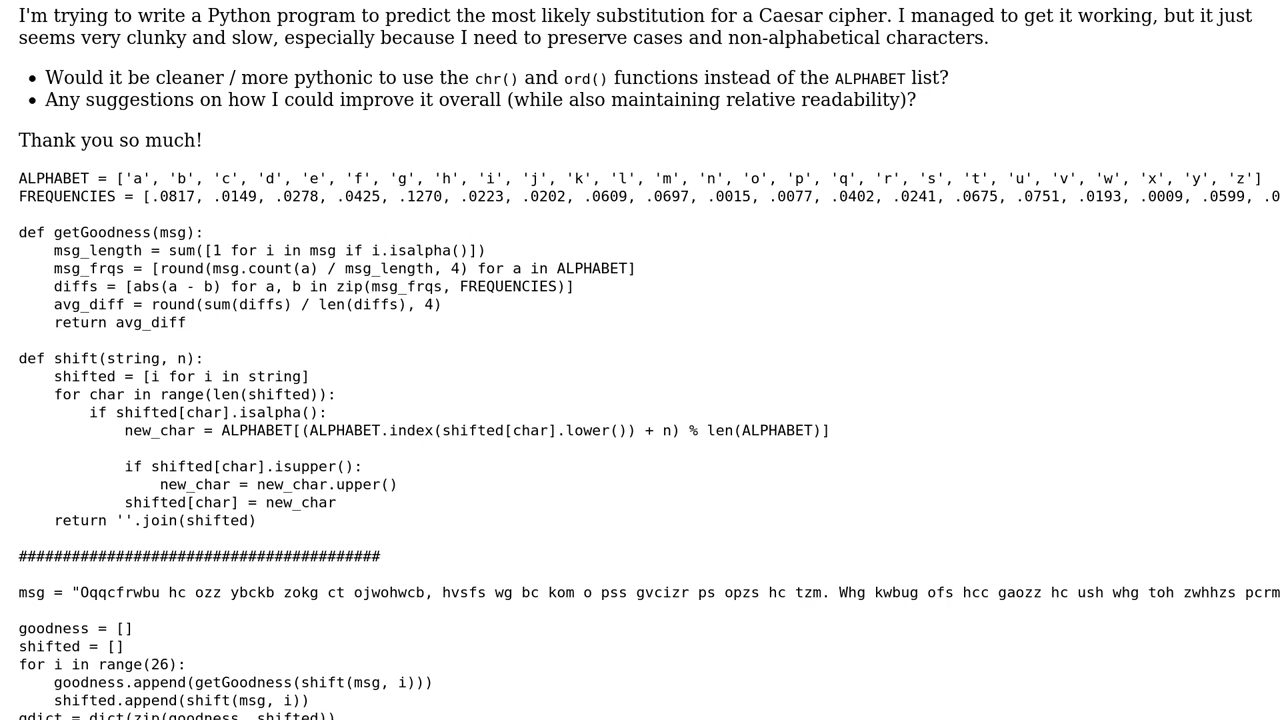 I'm trying to write a Python program to predict the most likely substitution for a Caesar cipher. I managed to get it working, but it just
seems very clunky and slow, especially because I need to preserve cases and non-alphabetical characters.
• Would it be cleaner / more pythonic to use the chr() and ord() functions instead of the ALPHABET list?
• Any suggestions on how I could improve it overall (while also maintaining relative readability)?
Thank you so much!
ALPHABET = ['a', 'b', 'c', 'd', 'e', 'f', 'g', 'h', 'i', 'j', 'k', 'l', 'm', 'n', 'o', 'p', 'q', 'r', 's', 't', 'u', 'v', 'w', 'x', 'y', 'z']
FREQUENCIES = [.0817, .0149, .0278, .0425, .1270, .0223, .0202, .0609, .0697, .0015, .0077, .0402, .0241, .0675, .0751, .0193, .0009, .0599, .0
def getGoodness(msg):
    msg_length = sum([1 for i in msg if i.isalpha()])
    msg_frqs = [round(msg.count(a) / msg_length, 4) for a in ALPHABET]
    diffs = [abs(a - b) for a, b in zip(msg_frqs, FREQUENCIES)]
    avg_diff = round(sum(diffs) / len(diffs), 4)
    return avg_diff
def shift(string, n):
    shifted = [i for i in string]
    for char in range(len(shifted)):
        if shifted[char].isalpha():
            new_char = ALPHABET[(ALPHABET.index(shifted[char].lower()) + n) % len(ALPHABET)]
            if shifted[char].isupper():
                new_char = new_char.upper()
            shifted[char] = new_char
    return ''.join(shifted)
#########################################
msg = "Oqqcfrwbu hc ozz ybckb zokg ct ojwohwcb, hvsfs wg bc kom o pss gvcizr ps opzs hc tzm. Whg kwbug ofs hcc gaozz hc ush whg toh zwhhzs pcrm
goodness = []
shifted = []
for i in range(26):
    goodness.append(getGoodness(shift(msg, i)))
    shifted.append(shift(msg, i))
gdict = dict(zip(goodness, shifted))